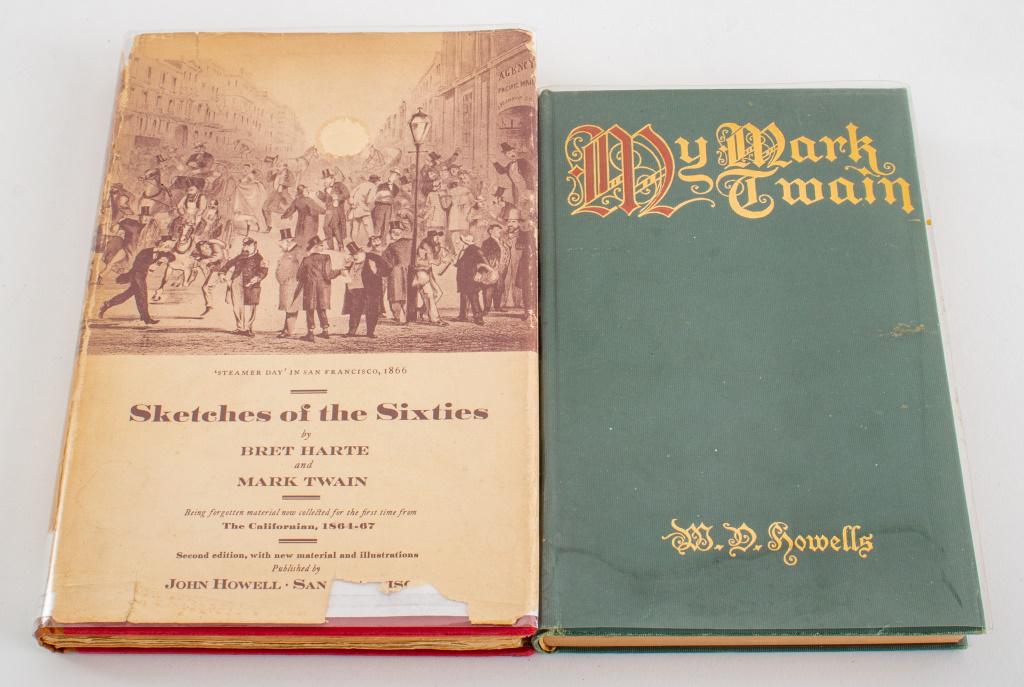 AGENCY
PACIFIC MAIL
'STEAMER DAY' IN SAN FRANCISCO, 1866
Sketches of the Sixties
by
BRET HARTE
and
MARK TWAIN
Being forgotten material now collected for the first time from
The Californian, 1864-67
Second edition, with new material and illustrations
Published by
JOHN HOWELL · SAN
My Mark
Twain
W. D. Howells